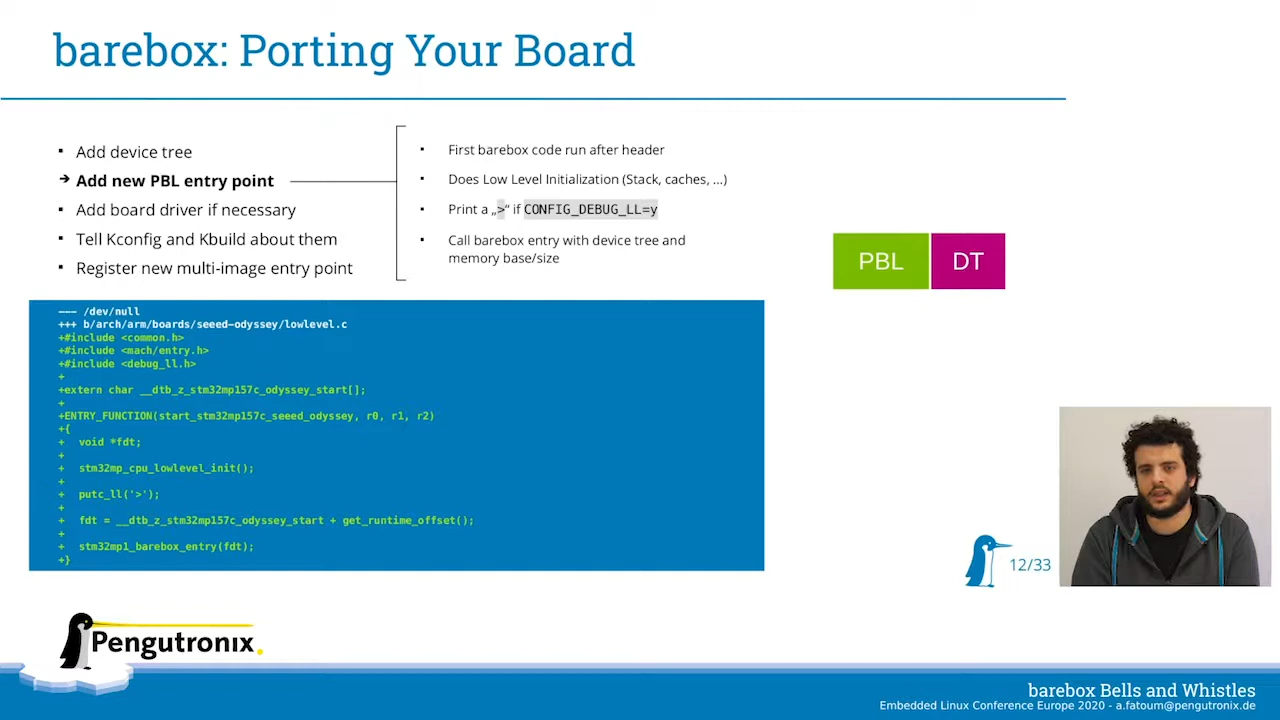 barebox: Porting Your Board
▪ Add device tree
➔ Add new PBL entry point
▪ Add board driver if necessary
▪ Tell Kconfig and Kbuild about them
▪ Register new multi-image entry point
▪ First barebox code run after header
▪ Does Low Level Initialization (Stack, caches, …)
▪ Print a „>“ if CONFIG_DEBUG_LL=y
▪ Call barebox entry with device tree and
memory base/size
PBL
DT
--- /dev/null
+++ b/arch/arm/boards/seeed-odyssey/lowlevel.c
+#include <common.h>
+#include <mach/entry.h>
+#include <debug_ll.h>
+
+extern char __dtb_z_stm32mp157c_odyssey_start[];
+
+ENTRY_FUNCTION(start_stm32mp157c_seeed_odyssey, r0, r1, r2)
+{
+  void *fdt;
+
+  stm32mp_cpu_lowlevel_init();
+
+  putc_ll('>');
+
+  fdt = __dtb_z_stm32mp157c_odyssey_start + get_runtime_offset();
+
+  stm32mp1_barebox_entry(fdt);
+}
12/33
Pengutronix
barebox Bells and Whistles
Embedded Linux Conference Europe 2020 - a.fatoum@pengutronix.de